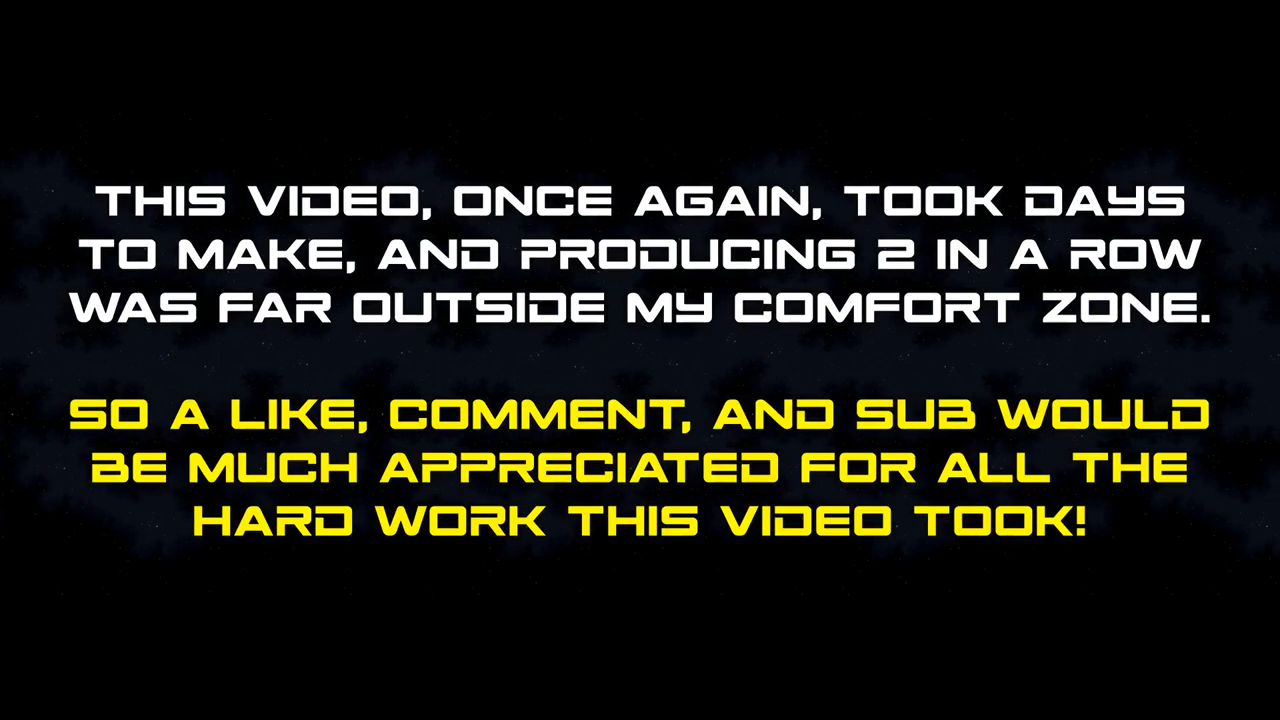 THIS VIDEO, ONCE AGAIN, TOOK DAYS
TO MAKE, AND PRODUCING 2 IN A ROW
WAS FAR OUTSIDE MY COMFORT ZONE.
SO A LIKE, COMMENT, AND SUB WOULD
BE MUCH APPRECIATED FOR ALL THE
HARD WORK THIS VIDEO TOOK!